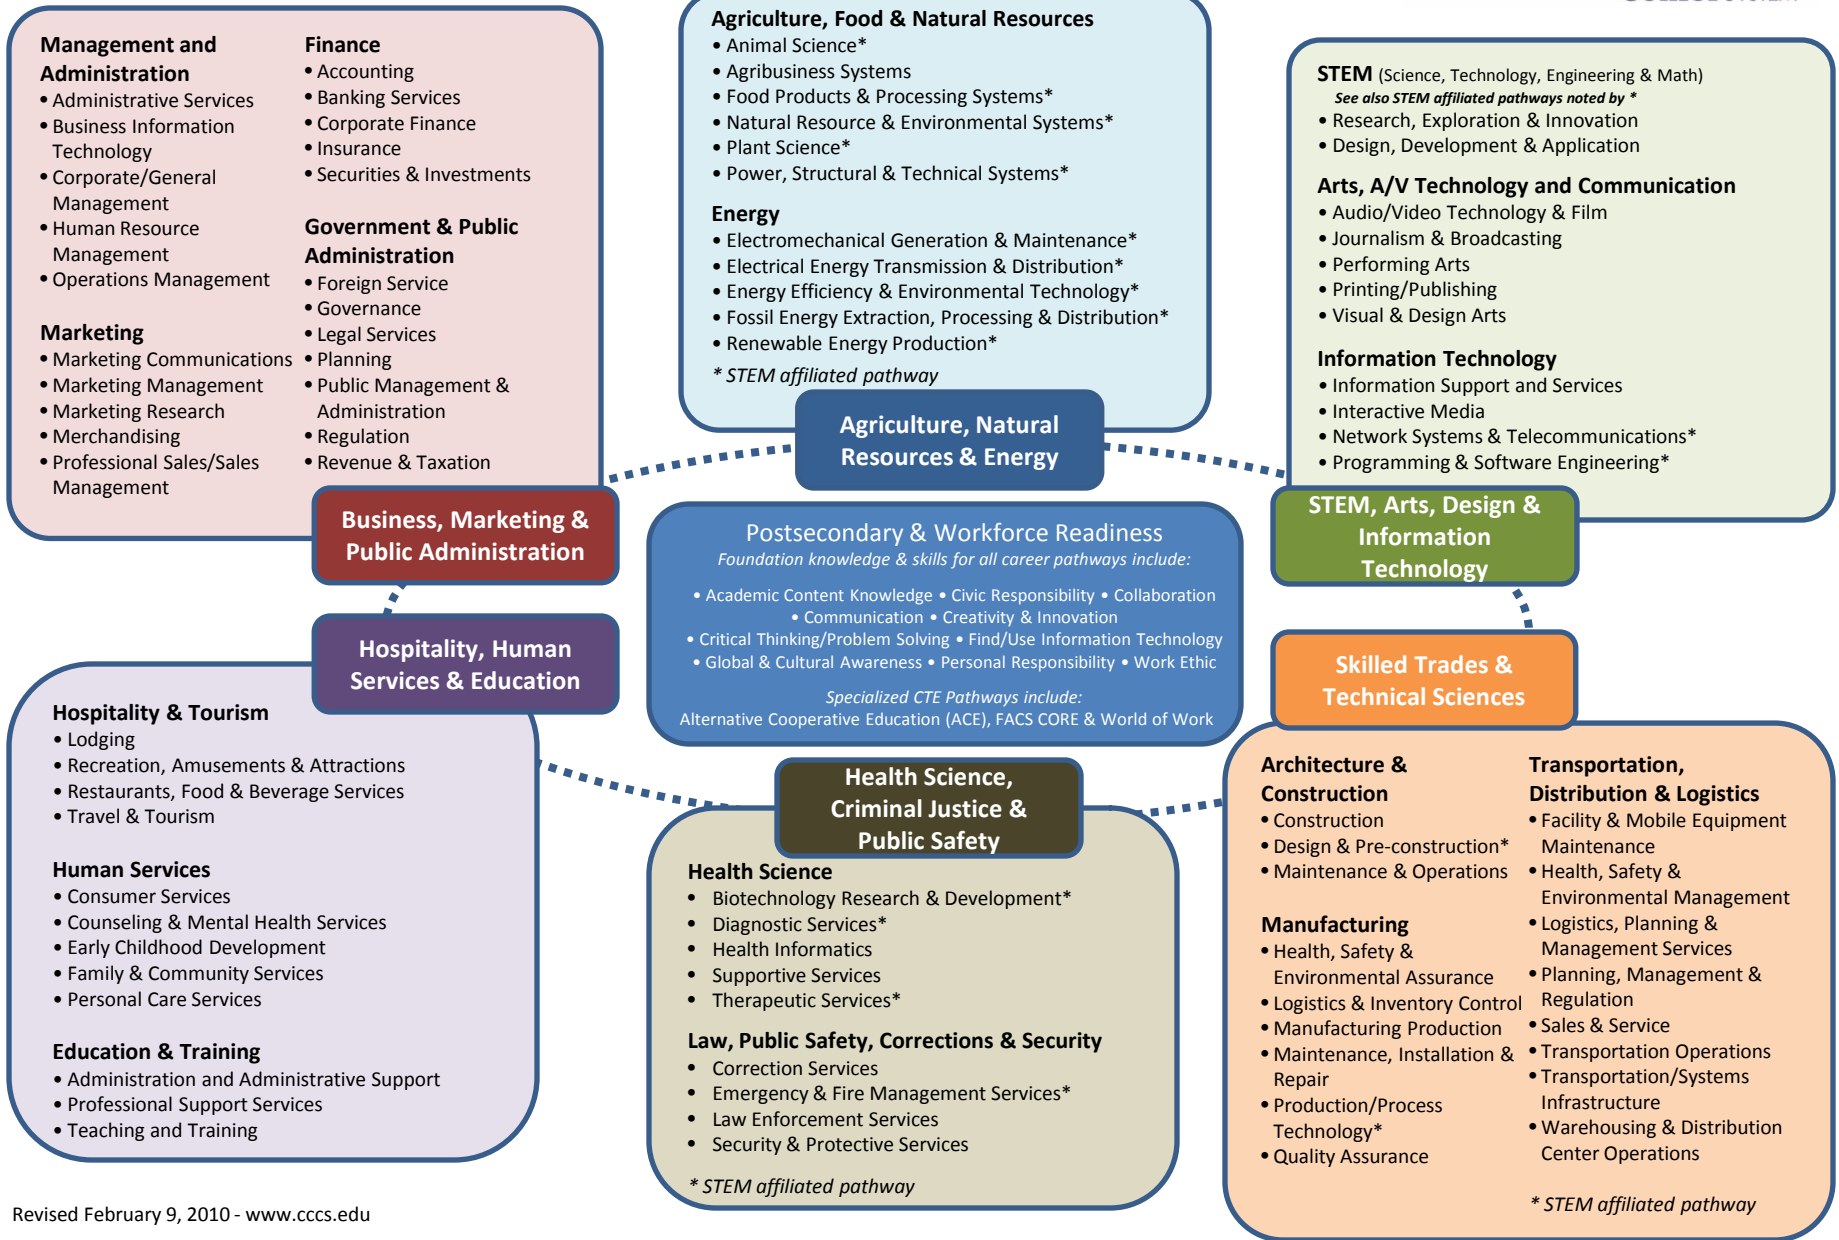 Management and
Administration
• Administrative Services
• Business Information
Technology
• Corporate/General
Management
• Human Resource
Management
• Operations Management
Marketing
• Marketing Communications
• Marketing Management
• Marketing Research
• Merchandising
• Professional Sales/Sales
Management
Finance
• Accounting
• Banking Services
• Corporate Finance
• Insurance
• Securities & Investments
Government & Public
Administration
• Foreign Service
• Governance
• Legal Services
• Planning
• Public Management &
Administration
• Regulation
• Revenue & Taxation
Business, Marketing &
Public Administration
Agriculture, Food & Natural Resources
• Animal Science*
• Agribusiness Systems
• Food Products & Processing Systems*
• Natural Resource & Environmental Systems*
• Plant Science*
• Power, Structural & Technical Systems*
Energy
• Electromechanical Generation & Maintenance*
• Electrical Energy Transmission & Distribution*
• Energy Efficiency & Environmental Technology*
• Fossil Energy Extraction, Processing & Distribution*
• Renewable Energy Production*
* STEM affiliated pathway
Agriculture, Natural
Resources & Energy
STEM (Science, Technology, Engineering & Math)
See also STEM affiliated pathways noted by *
• Research, Exploration & Innovation
• Design, Development & Application
Arts, A/V Technology and Communication
• Audio/Video Technology & Film
• Journalism & Broadcasting
• Performing Arts
• Printing/Publishing
• Visual & Design Arts
Information Technology
• Information Support and Services
• Interactive Media
• Network Systems & Telecommunications*
• Programming & Software Engineering*
STEM, Arts, Design &
Information
Technology
Postsecondary & Workforce Readiness
Foundation knowledge & skills for all career pathways include:
• Academic Content Knowledge • Civic Responsibility • Collaboration
• Communication • Creativity & Innovation
• Critical Thinking/Problem Solving • Find/Use Information Technology
• Global & Cultural Awareness • Personal Responsibility • Work Ethic
Specialized CTE Pathways include:
Alternative Cooperative Education (ACE), FACS CORE & World of Work
Hospitality, Human
Services & Education
Hospitality & Tourism
• Lodging
• Recreation, Amusements & Attractions
• Restaurants, Food & Beverage Services
• Travel & Tourism
Human Services
• Consumer Services
• Counseling & Mental Health Services
• Early Childhood Development
• Family & Community Services
• Personal Care Services
Education & Training
• Administration and Administrative Support
• Professional Support Services
• Teaching and Training
Health Science,
Criminal Justice &
Public Safety
Health Science
• Biotechnology Research & Development*
• Diagnostic Services*
• Health Informatics
• Supportive Services
• Therapeutic Services*
Law, Public Safety, Corrections & Security
• Correction Services
• Emergency & Fire Management Services*
• Law Enforcement Services
• Security & Protective Services
* STEM affiliated pathway
Skilled Trades &
Technical Sciences
Architecture &
Construction
• Construction
• Design & Pre-construction*
• Maintenance & Operations
Manufacturing
• Health, Safety &
Environmental Assurance
• Logistics & Inventory Control
• Manufacturing Production
• Maintenance, Installation &
Repair
• Production/Process
Technology*
• Quality Assurance
Transportation,
Distribution & Logistics
• Facility & Mobile Equipment
Maintenance
• Health, Safety &
Environmental Management
• Logistics, Planning &
Management Services
• Planning, Management &
Regulation
• Sales & Service
• Transportation Operations
• Transportation/Systems
Infrastructure
• Warehousing & Distribution
Center Operations
* STEM affiliated pathway
Revised February 9, 2010 - www.cccs.edu